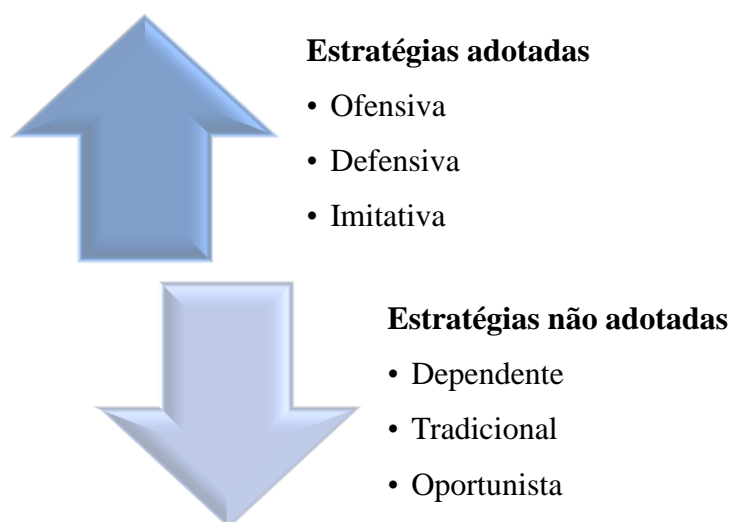 Estratégias adotadas
• Ofensiva
• Defensiva
• Imitativa
Estratégias não adotadas
• Dependente
• Tradicional
• Oportunista